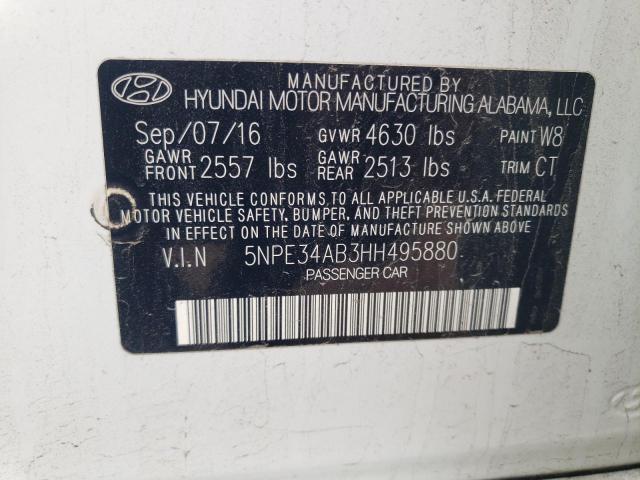 MANUFACTURED BY
HYUNDAI MOTOR MANUFACTURING ALABAMA, LLC
Sep/07/16 GVWR 4630 lbs PAINT W8
GAWR FRONT 2557 lbs GAWR REAR 2513 lbs TRIM CT
THIS VEHICLE CONFORMS TO ALL APPLICABLE U.S.A. FEDERAL
MOTOR VEHICLE SAFETY, BUMPER, AND THEFT PREVENTION STANDARDS
IN EFFECT ON THE DATE OF MANUFACTURE SHOWN ABOVE
V.I.N 5NPE34AB3HH495880
PASSENGER CAR